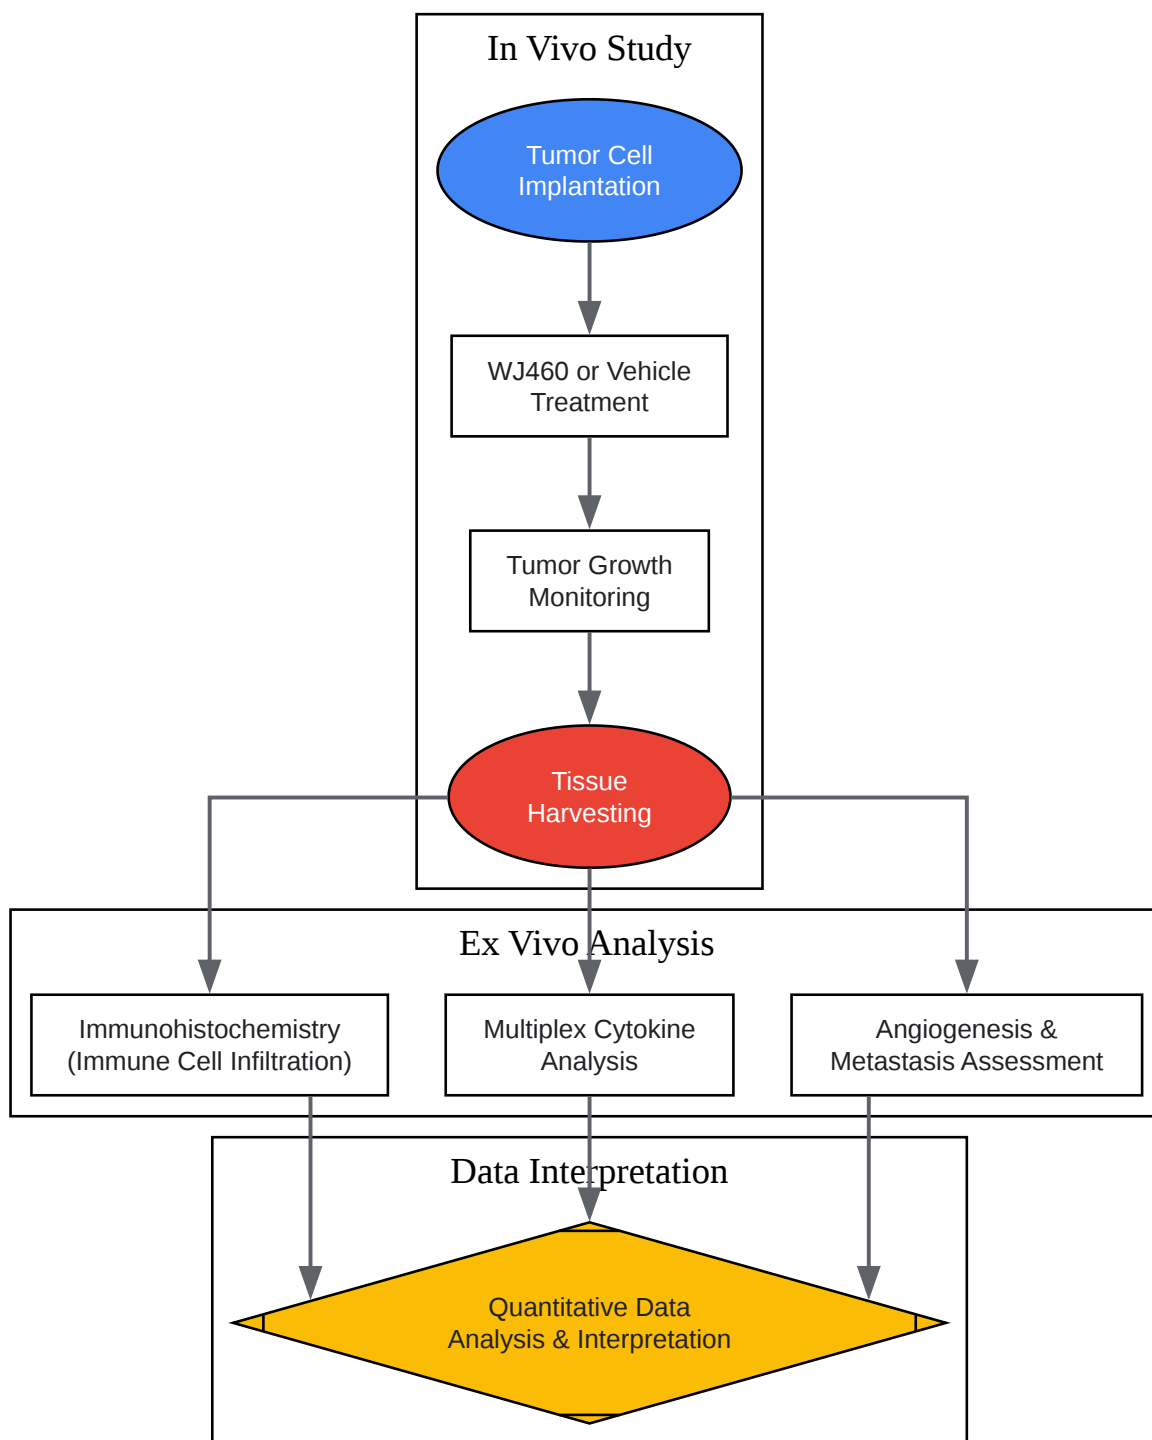 In Vivo Study
Tumor Cell
Implantation
WJ460 or Vehicle
Treatment
Tumor Growth
Monitoring
Tissue
Harvesting
Ex Vivo Analysis
Immunohistochemistry
(Immune Cell Infiltration)
Multiplex Cytokine
Analysis
Angiogenesis &
Metastasis Assessment
Data Interpretation
Quantitative Data
Analysis & Interpretation